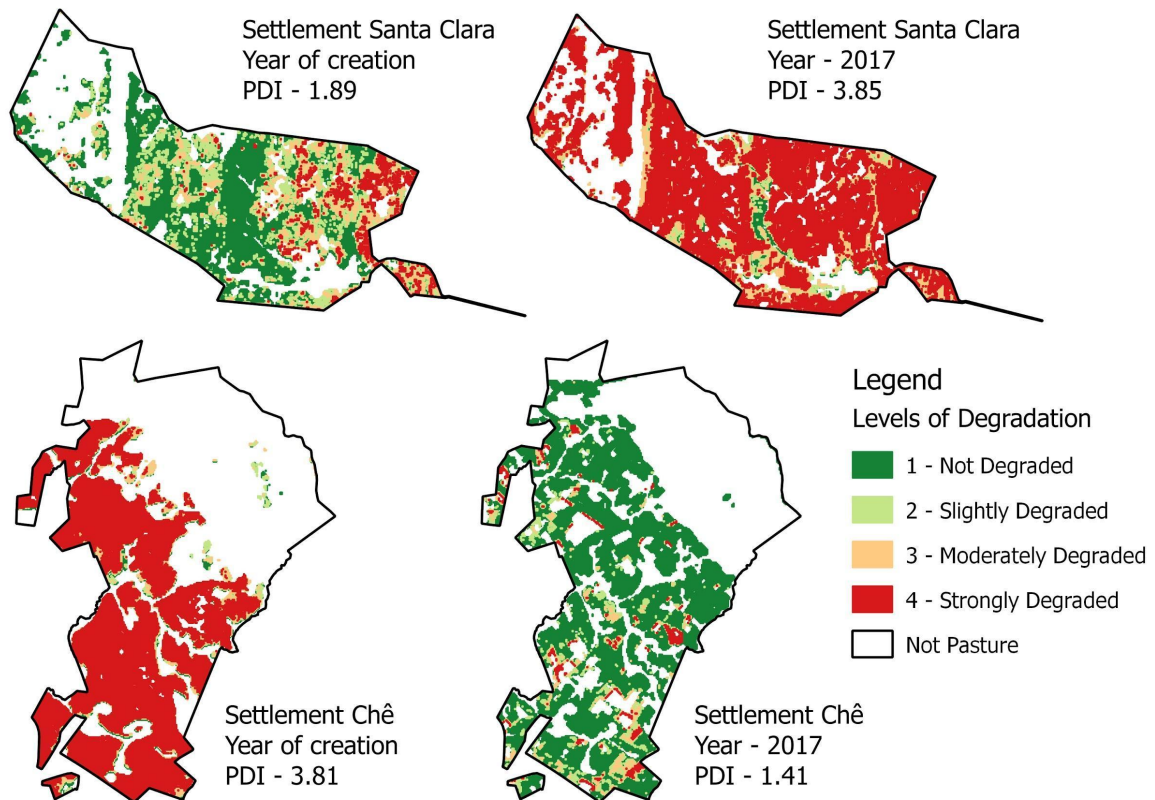 Settlement Santa Clara
Year of creation
PDI - 1.89
Settlement Santa Clara
Year - 2017
PDI - 3.85
Settlement Chê
Year of creation
PDI - 3.81
Settlement Chê
Year - 2017
PDI - 1.41
Legend
Levels of Degradation
1 - Not Degraded
2 - Slightly Degraded
3 - Moderately Degraded
4 - Strongly Degraded
Not Pasture